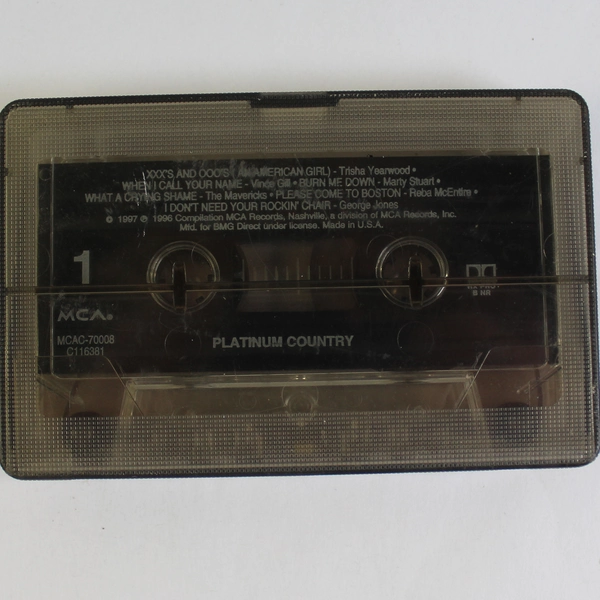 XXX'S AND OOO'S (AN AMERICAN GIRL) - Trisha Yearwood •
WHEN I CALL YOUR NAME - Vince Gill • BURN ME DOWN - Marty Stuart •
WHAT A CRYING SHAME - The Mavericks • PLEASE COME TO BOSTON - Reba McEntire •
I DON'T NEED YOUR ROCKIN' CHAIR - George Jones
© 1997 ℗ 1996 Compilation MCA Records, Nashville, a division of MCA Records, Inc.
Mfd. for BMG Direct under license. Made in U.S.A.
1
MCA
B NR
MCAC-70008
C116381
PLATINUM COUNTRY